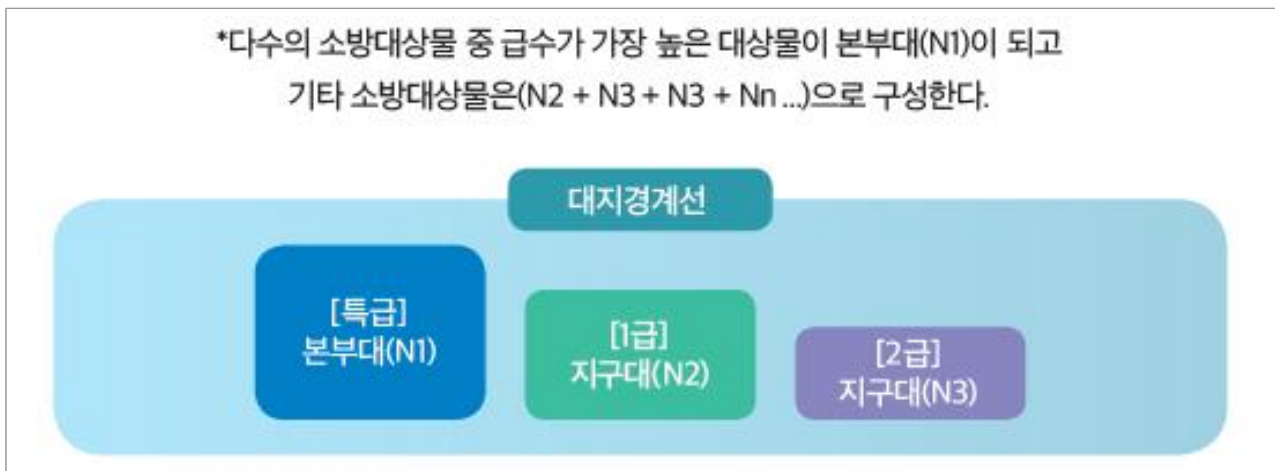 *다수의 소방대상물 중 급수가 가장 높은 대상물이 본부대(N1)이 되고
기타 소방대상물은(N2 + N3 + N3 + Nn ...)으로 구성한다.
대지경계선
[특급]
본부대(N1)
[1급]
지구대(N2)
[2급]
지구대(N3)